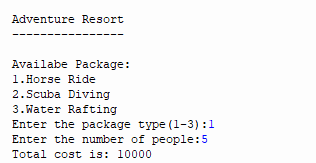 Adventure Resort
----------------
Availabe Package:
1.Horse Ride
2.Scuba Diving
3.Water Rafting
Enter the package type(1-3):1
Enter the number of people:5
Total cost is: 10000